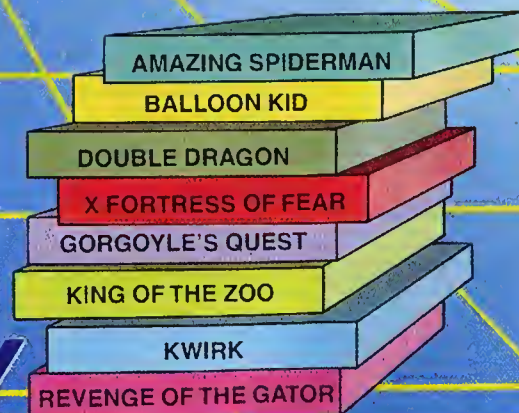 AMAZING SPIDERMAN
BALLOON KID
DOUBLE DRAGON
X FORTRESS OF FEAR
GORGOYLE'S QUEST
KING OF THE ZOO
KWIRK
REVENGE OF THE GATOR